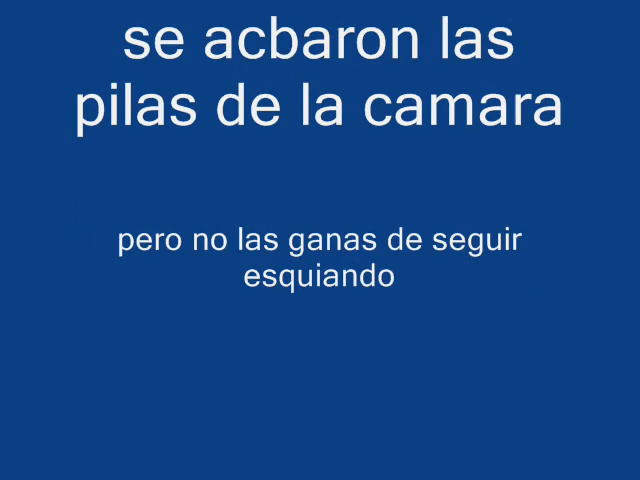 se acbaron las
pilas de la camara
pero no las ganas de seguir
esquiando